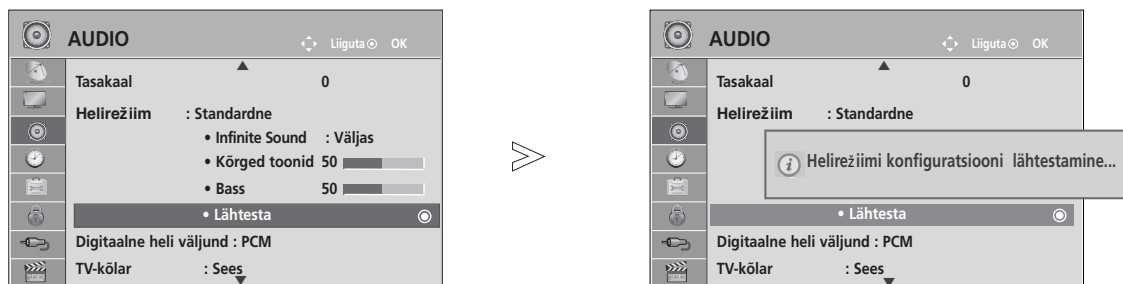 AUDIO
Liiguta OK
Tasakaal 0
Helirežiim : Standardne
• Infinite Sound : Väljas
• Kõrged toonid 50
• Bass 50
• Lähtesta
Digitaalne heli väljund : PCM
TV-kõlar : Sees
AUDIO
Liiguta OK
Tasakaal 0
Helirežiim : Standardne
Helirežiimi konfiguratsiooni lähtestamine...
• Lähtesta
Digitaalne heli väljund : PCM
TV-kõlar : Sees